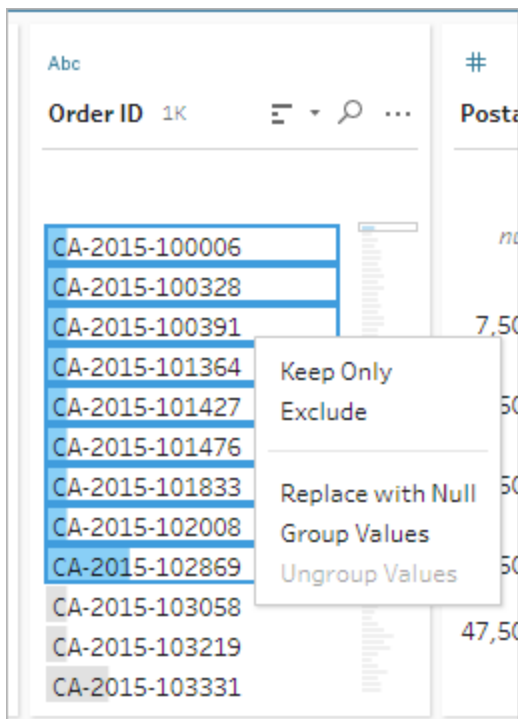 Abc
#
Order ID 1K
Posta
CA-2015-100006
CA-2015-100328
CA-2015-100391
7,50
CA-2015-101364
CA-2015-101427
CA-2015-101476
CA-2015-101833
CA-2015-102008
CA-2015-102869
CA-2015-103058
CA-2015-103219
47,50
CA-2015-103331
Keep Only
Exclude
Replace with Null
Group Values
Ungroup Values